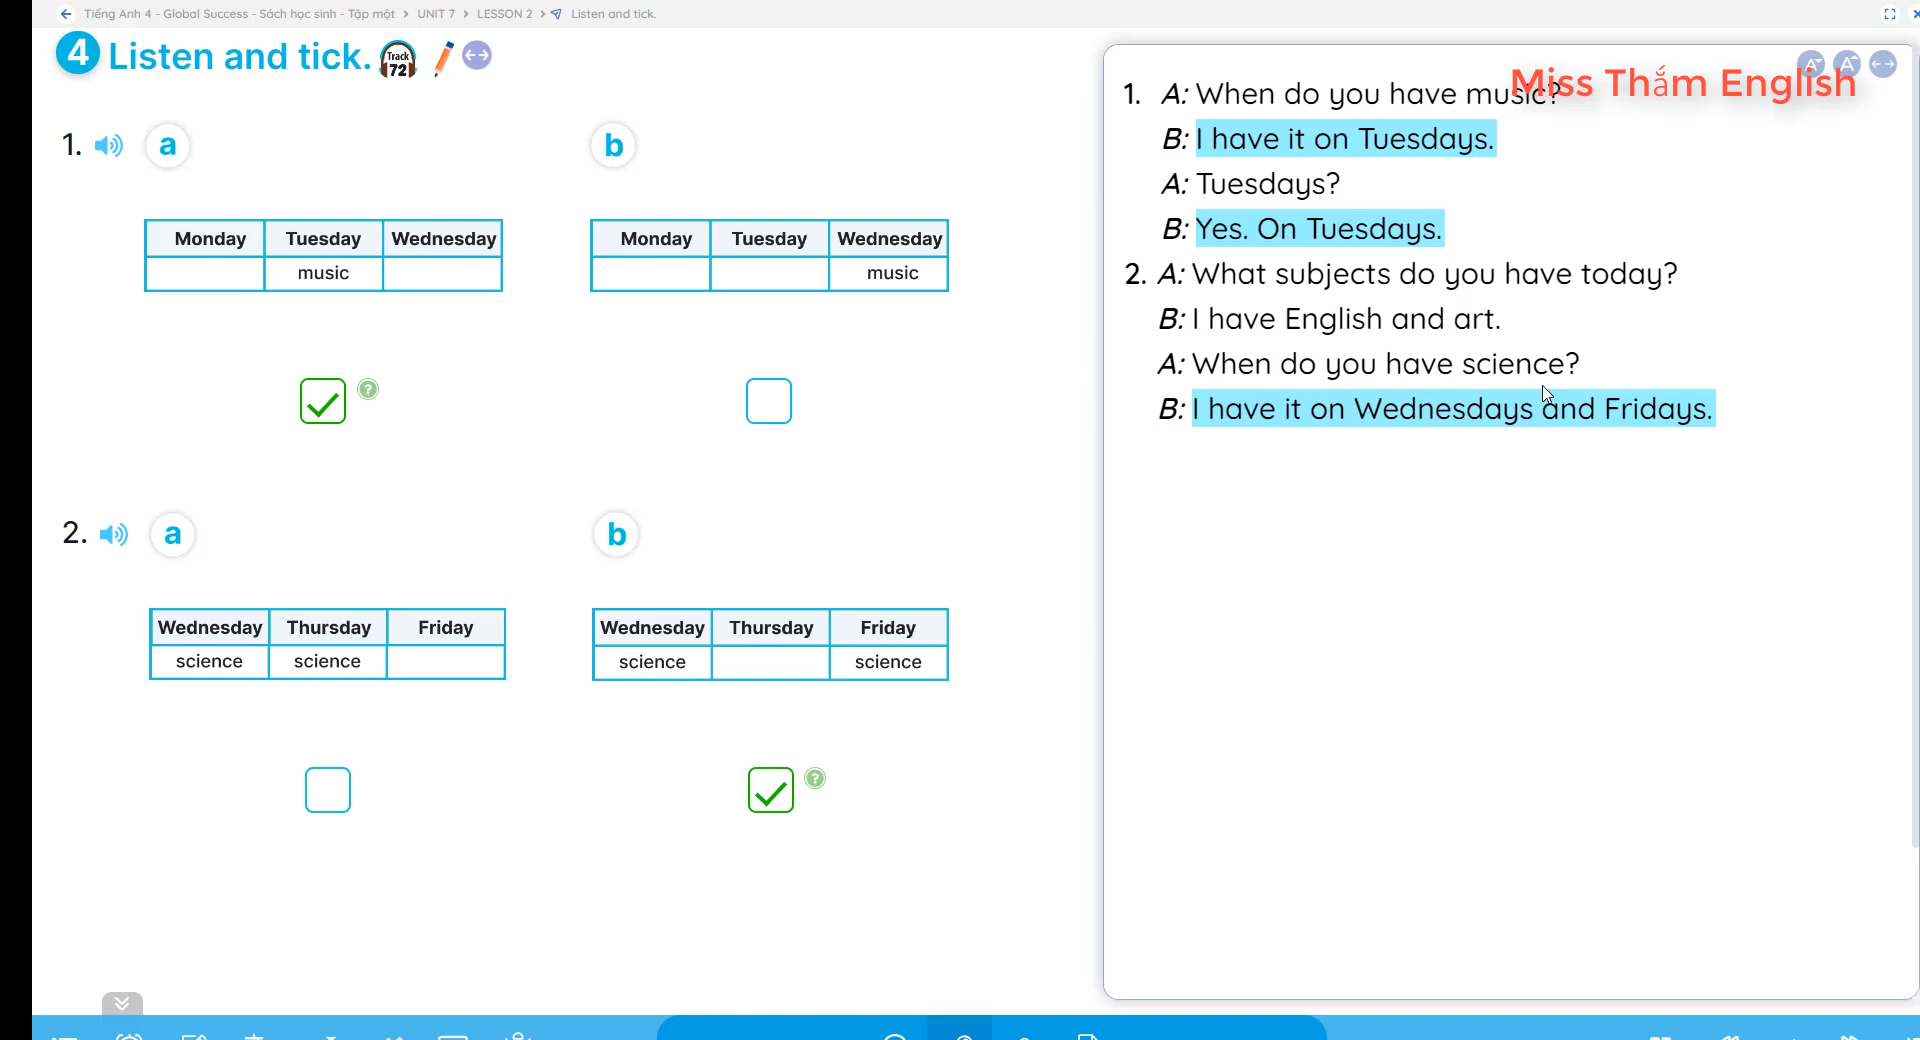 Tiếng Anh 4 - Global Success - Sách học sinh - Tập một > UNIT 7 > LESSON 2 > Listen and tick.
4 Listen and tick. Track 72
1. a b
Monday Tuesday Wednesday
music
Monday Tuesday Wednesday
music
2. a b
Wednesday Thursday Friday
science science
Wednesday Thursday Friday
science science
Miss Thắm English
1. A: When do you have music?
B: I have it on Tuesdays.
A: Tuesdays?
B: Yes. On Tuesdays.
2. A: What subjects do you have today?
B: I have English and art.
A: When do you have science?
B: I have it on Wednesdays and Fridays.